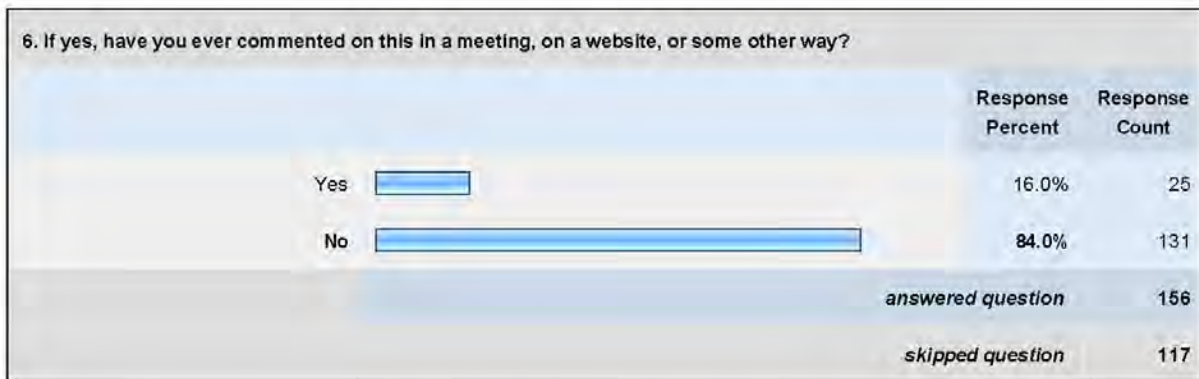 6. If yes, have you ever commented on this in a meeting, on a website, or some other way?
Response Percent Response Count
Yes 16.0% 25
No 84.0% 131
answered question 156
skipped question 117